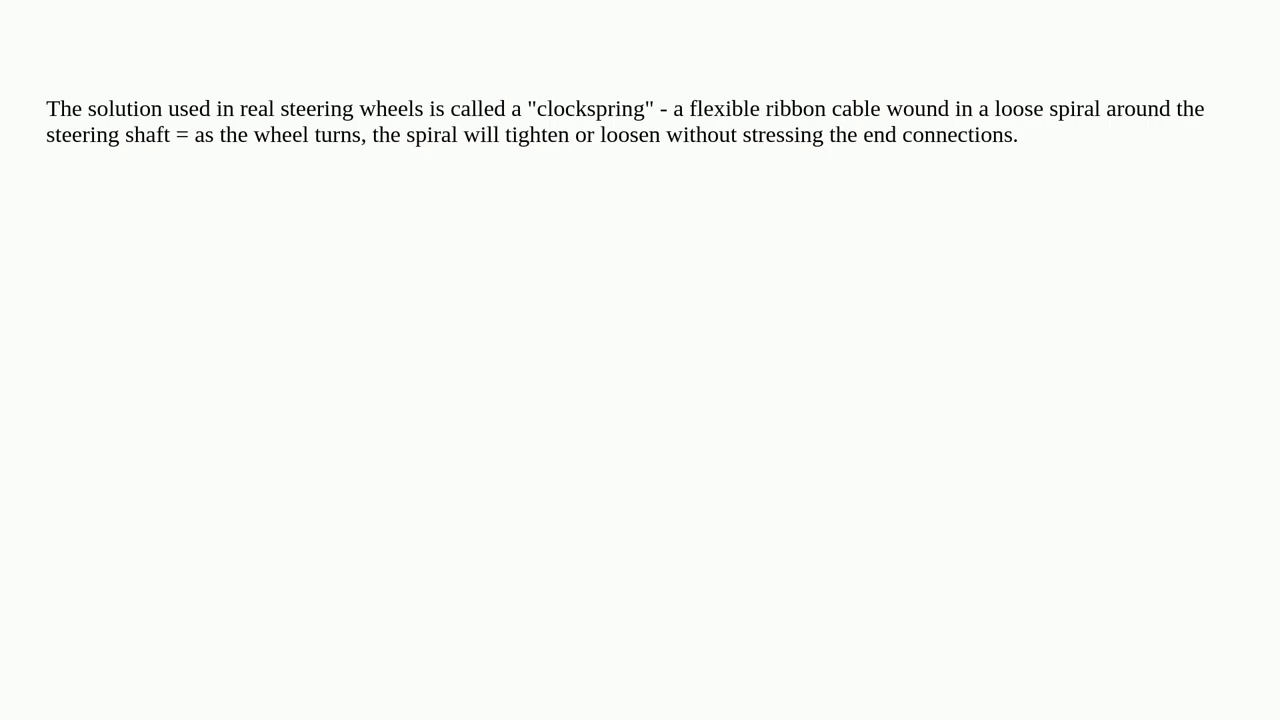 The solution used in real steering wheels is called a "clockspring" - a flexible ribbon cable wound in a loose spiral around the
steering shaft = as the wheel turns, the spiral will tighten or loosen without stressing the end connections.